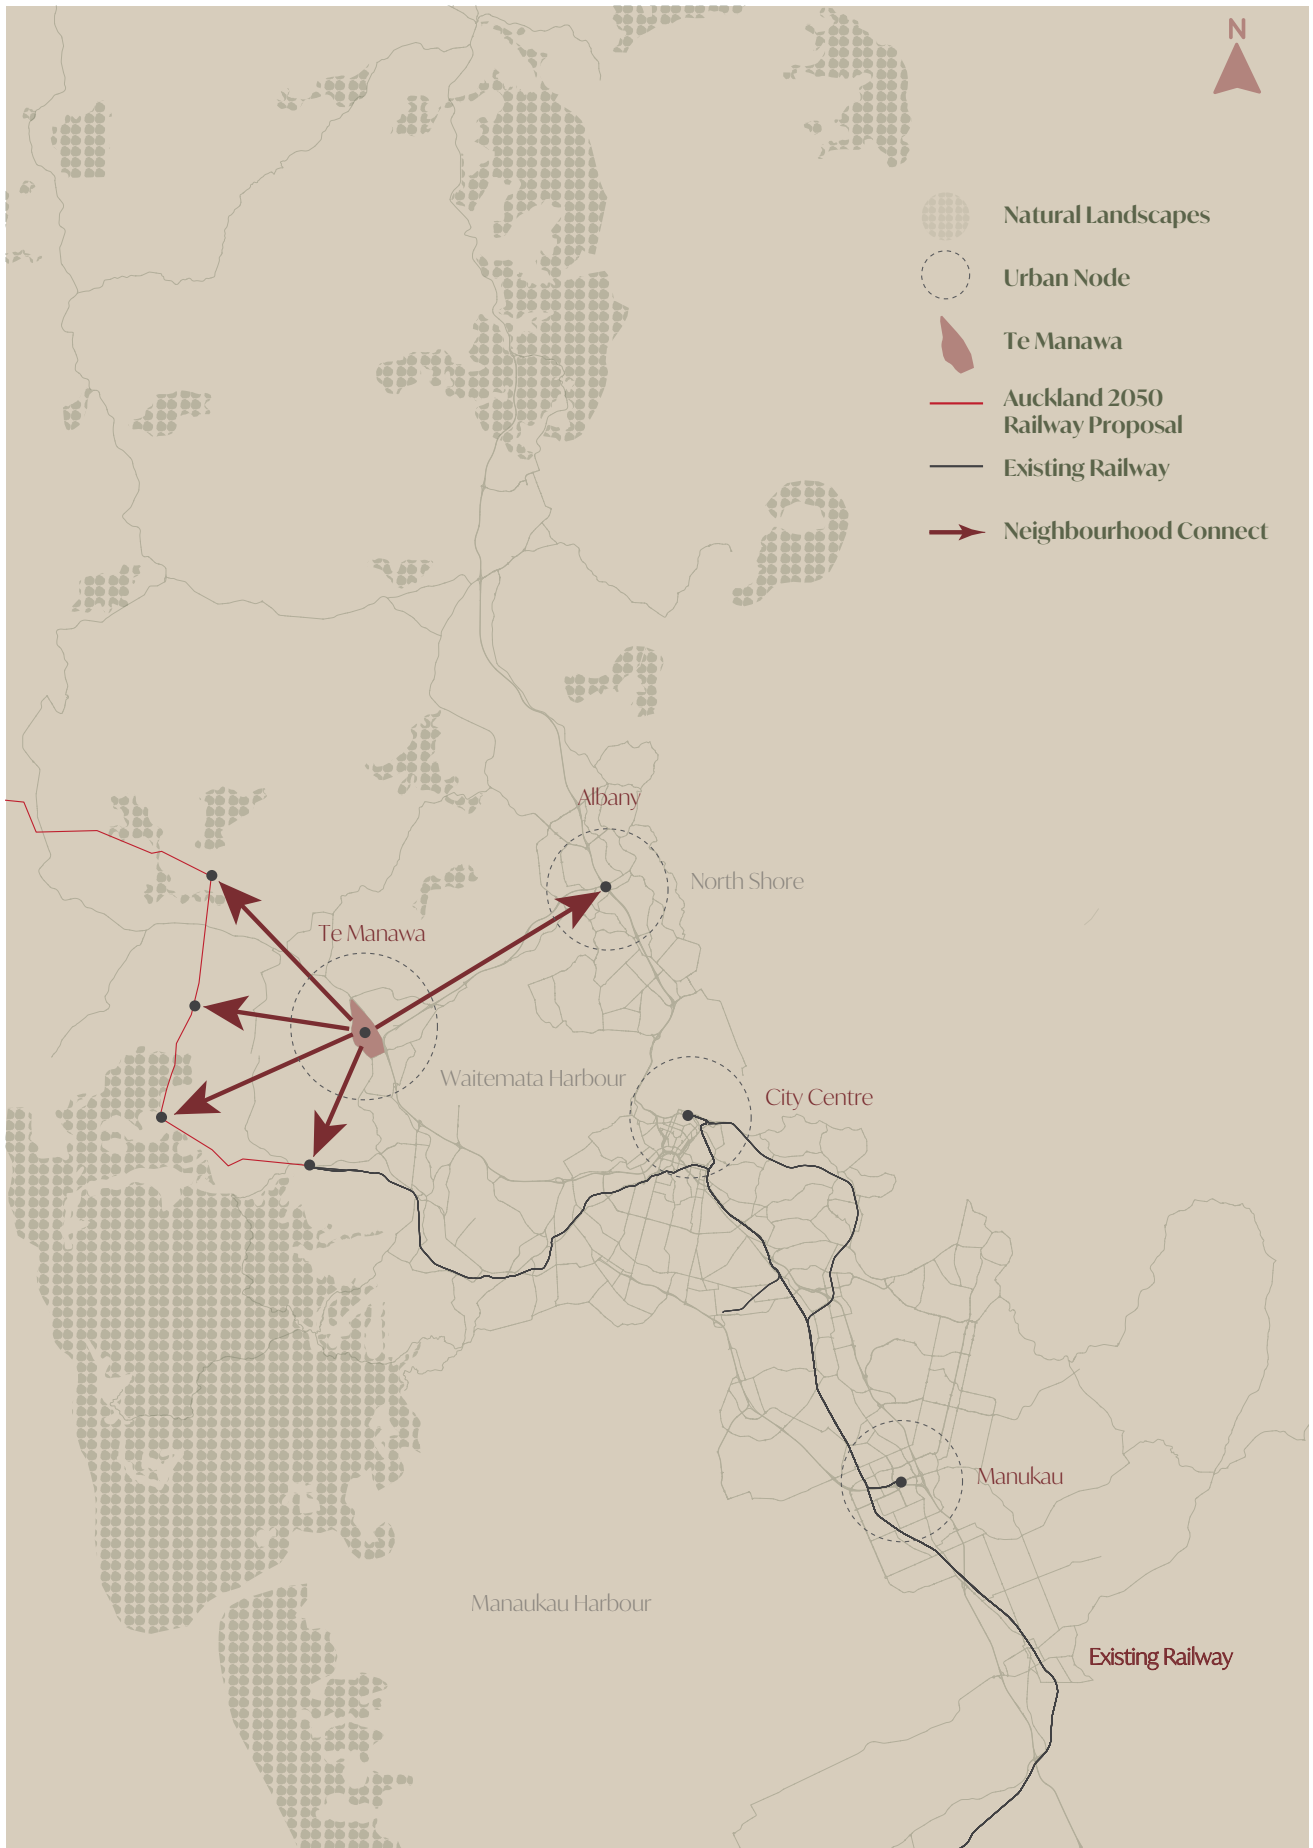 N
Natural Landscapes
Urban Node
Te Manawa
Auckland 2050
Railway Proposal
Existing Railway
Neighbourhood Connect
Albany
North Shore
Te Manawa
Waitemata Harbour
City Centre
Manukau
Manaukau Harbour
Existing Railway